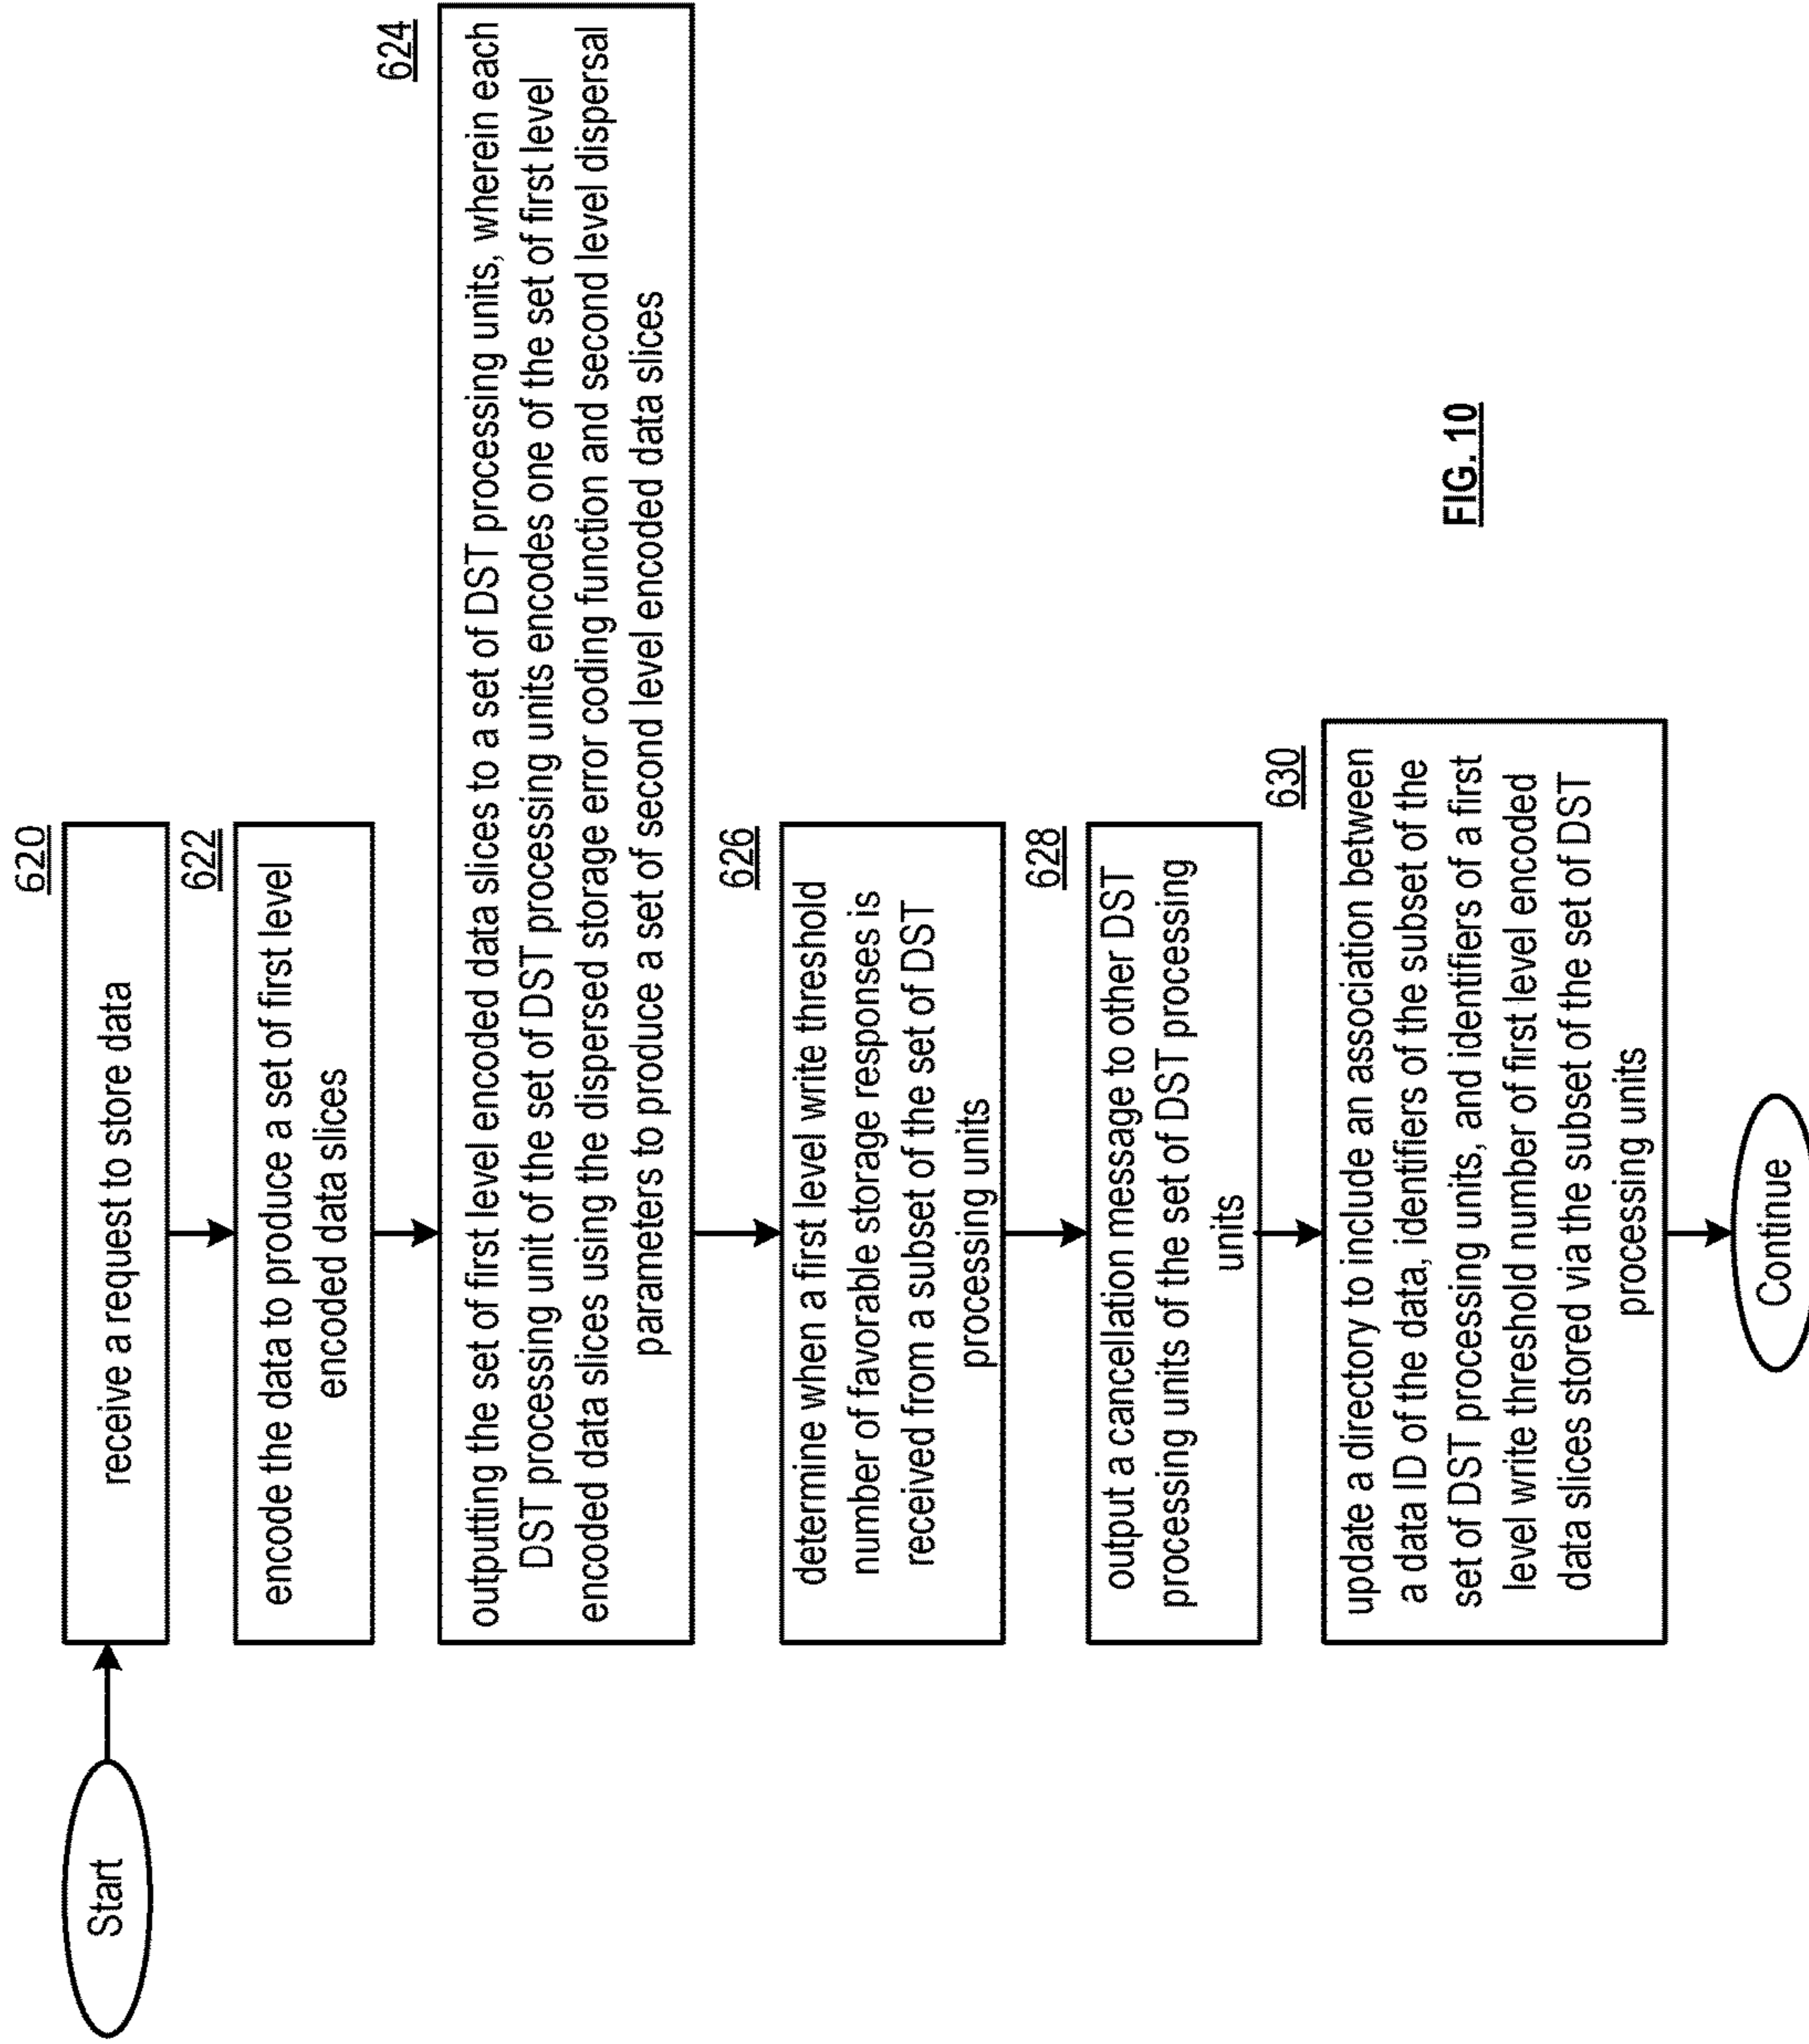 Start
620
receive a request to store data
622
encode the data to produce a set of first level
encoded data slices
624
outputting the set of first level encoded data slices to a set of DST processing units, wherein each
DST processing unit of the set of DST processing units encodes one of the set of first level
encoded data slices using the dispersed storage error coding function and second level dispersal
parameters to produce a set of second level encoded data slices
626
determine when a first level write threshold
number of favorable storage responses is
received from a subset of the set of DST
processing units
628
output a cancellation message to other DST
processing units of the set of DST processing
units
630
update a directory to include an association between
a data ID of the data, identifiers of the subset of the
set of DST processing units, and identifiers of a first
level write threshold number of first level encoded
data slices stored via the subset of the set of DST
processing units
Continue
FIG. 10